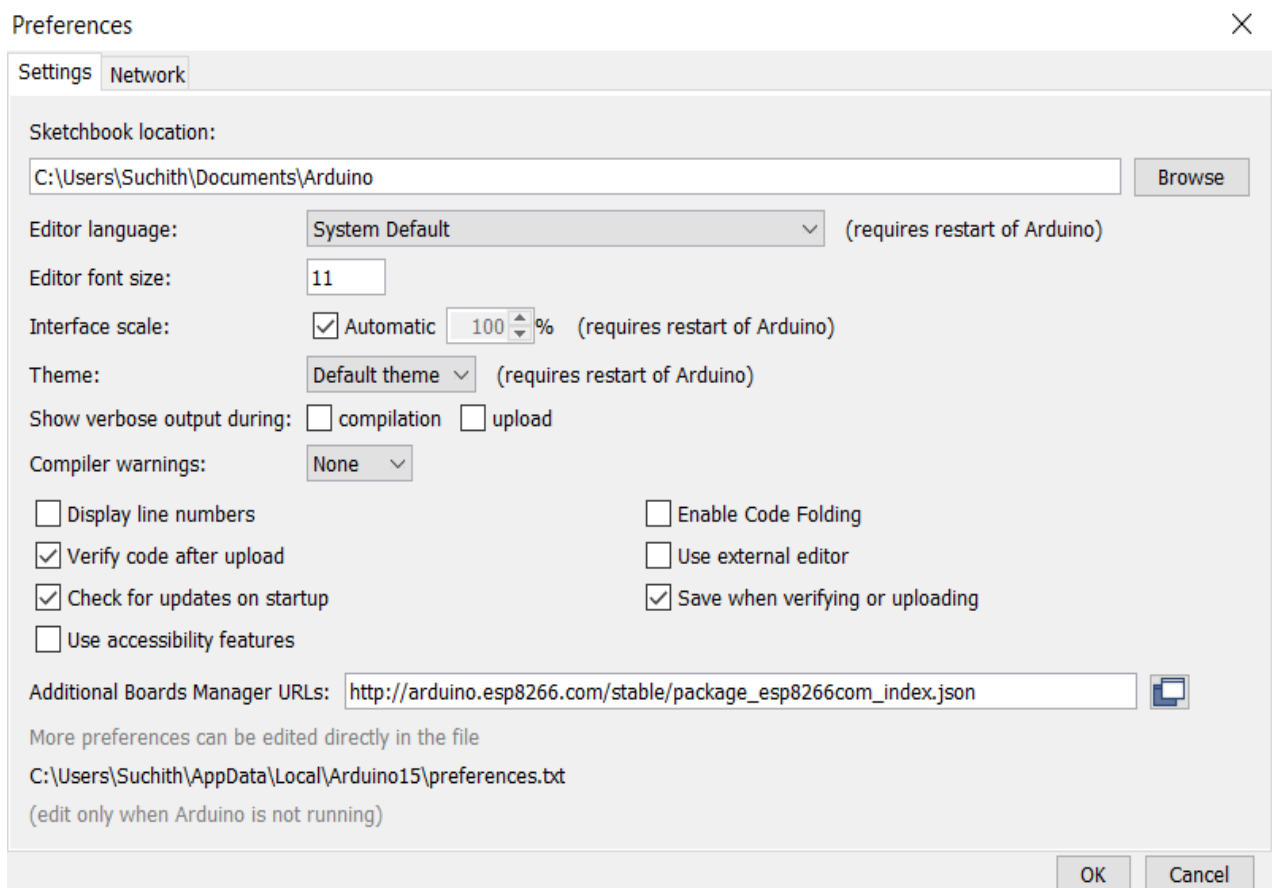 Preferences
Settings Network
Sketchbook location:
C:\Users\Suchith\Documents\Arduino Browse
Editor language: System Default (requires restart of Arduino)
Editor font size: 11
Interface scale: Automatic 100 % (requires restart of Arduino)
Theme: Default theme (requires restart of Arduino)
Show verbose output during: compilation upload
Compiler warnings: None
Display line numbers Enable Code Folding
Verify code after upload Use external editor
Check for updates on startup Save when verifying or uploading
Use accessibility features
Additional Boards Manager URLs: http://arduino.esp8266.com/stable/package_esp8266com_index.json
More preferences can be edited directly in the file
C:\Users\Suchith\AppData\Local\Arduino15\preferences.txt
(edit only when Arduino is not running)
OK Cancel